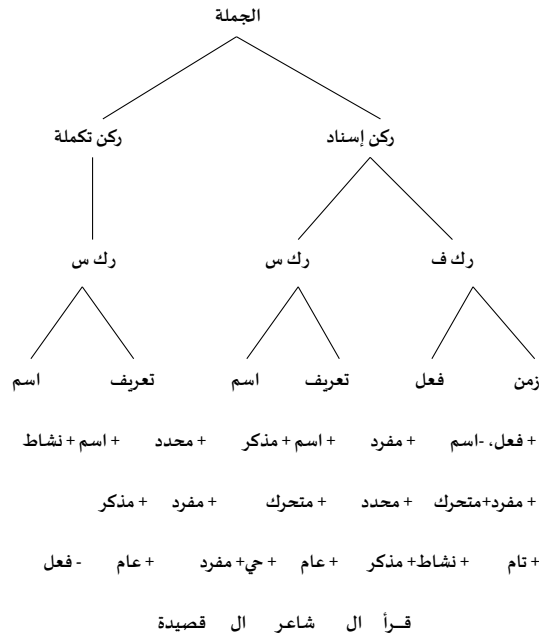 الجملة
ركن إسناد ركن تكملة
رك ف رك س رك س
زمن فعل تعريف اسم تعريف اسم
+ فعل، -اسم + مفرد + اسم + مذكر + محدد + اسم + نشاط
+ مفرد+متحرك + محدد + متحرك + مفرد + مذكر
+ تام + نشاط+ مذكر + عام + حي+ مفرد + عام - فعل
قـرأ ال شاعر ال قصيدة